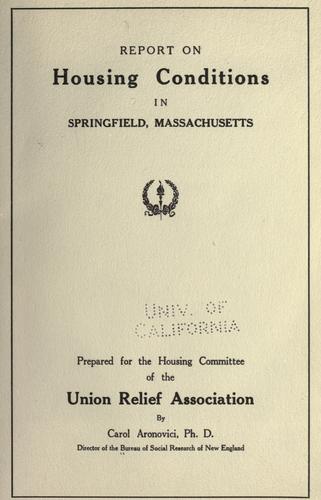 REPORT ON
Housing Conditions
IN
SPRINGFIELD, MASSACHUSETTS
UNIV. OF
CALIFORNIA
Prepared for the Housing Committee
of the
Union Relief Association
By
Carol Aronovici, Ph. D.
Director of the Bureau of Social Research of New England